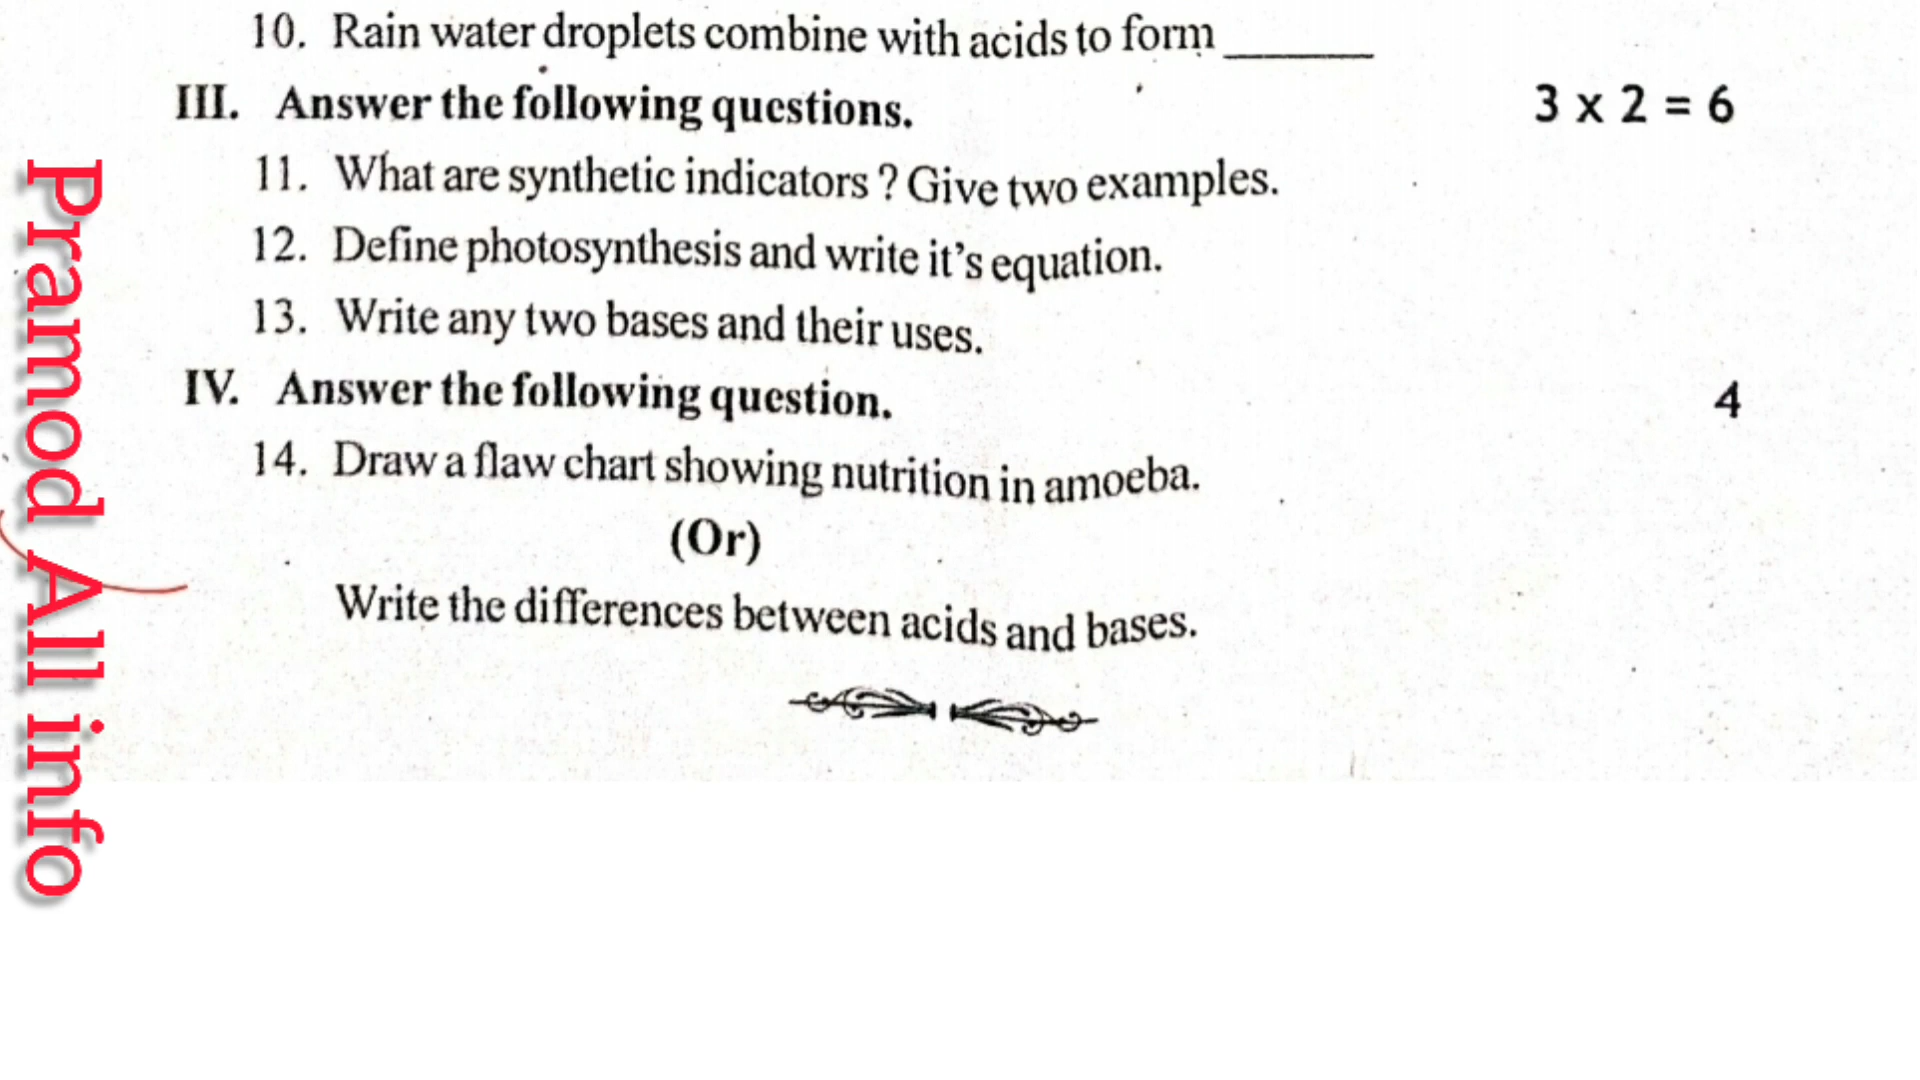 10. Rain water droplets combine with acids to form ______
III. Answer the following questions. 3 x 2 = 6
11. What are synthetic indicators ? Give two examples.
12. Define photosynthesis and write it’s equation.
13. Write any two bases and their uses.
IV. Answer the following question. 4
14. Draw a flaw chart showing nutrition in amoeba.
(Or)
Write the differences between acids and bases.
Pramod All info